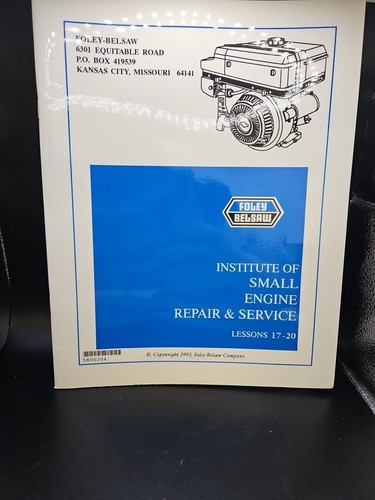 FOLEY-BELSAW
6301 EQUITABLE ROAD
P.O. BOX 419539
KANSAS CITY, MISSOURI 64141
FOLEY
BELSAW
INSTITUTE OF
SMALL
ENGINE
REPAIR & SERVICE
LESSONS 17-20
5800304
© Copyright 1993, Foley-Belsaw Company